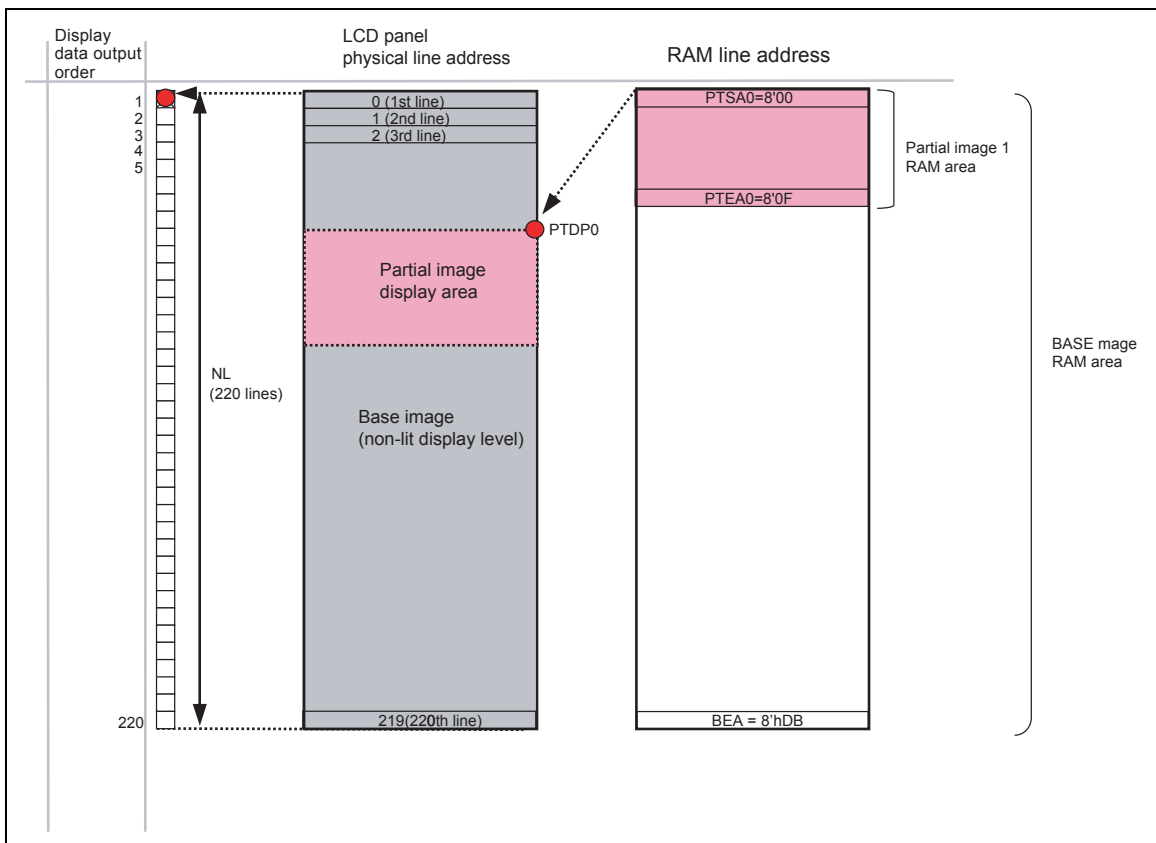 Display
data output
order
LCD panel
physical line address
RAM line address
1
2
3
4
5
220
NL
(220 lines)
0 (1st line)
1 (2nd line)
2 (3rd line)
PTDP0
Partial image
display area
Base image
(non-lit display level)
219(220th line)
PTSA0=8'00
PTEA0=8'0F
BEA = 8'hDB
Partial image 1
RAM area
BASE mage
RAM area